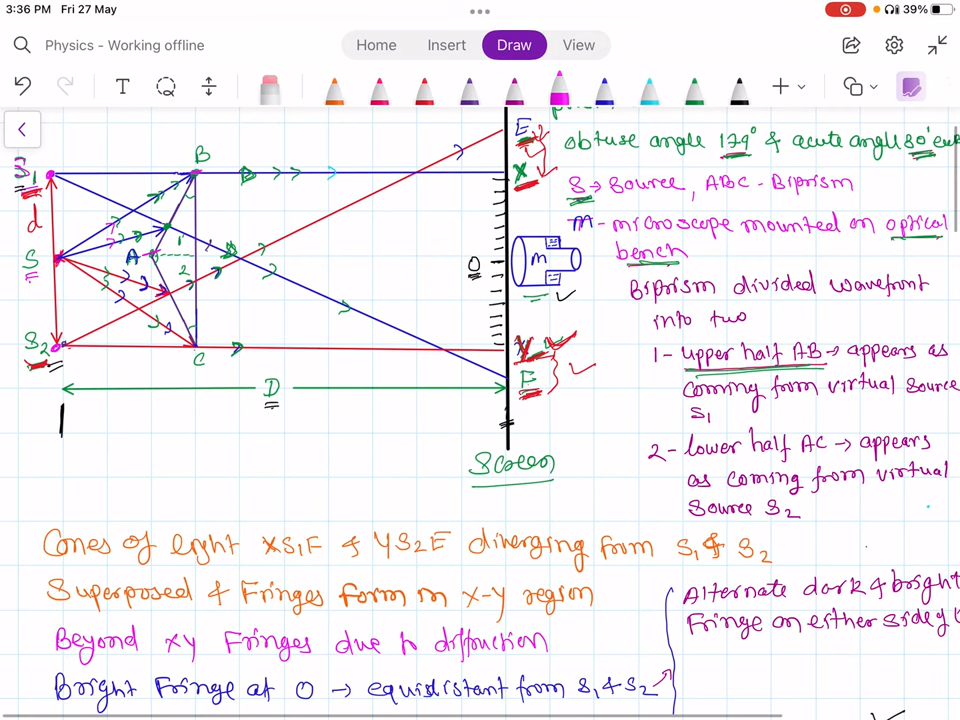 3:36 PM Fri 27 May
39%
Physics - Working offline
Home Insert Draw View
E
obtuse angle 179° & acute angle 30'
S1 B X
S → Source, ABC - Biprism
d
m - microscope mounted on optical
bench
S A 1 2 O m
Biprism divided wavefront
into two
S2 C Y
1 - upper half AB → appears as
coming from virtual source
S1
D F
2 - lower half AC → appears
as coming from virtual
Source S2
Screen
Cones of light XS1F & YS2E diverging from S1 & S2
Superposed & Fringes form in X-Y region
Alternate dark & bright
Fringe on either side
Beyond XY Fringes due to diffraction
Bright Fringe at O → equidistant from S1 & S2